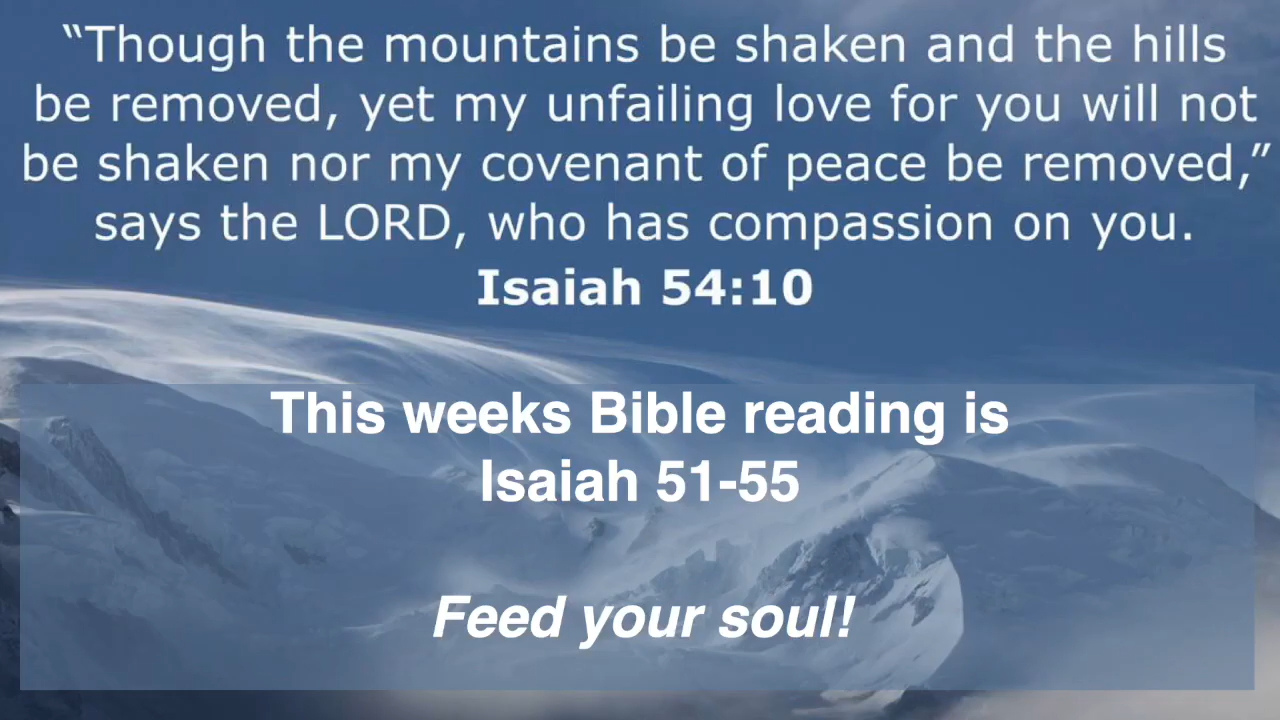 “Though the mountains be shaken and the hills
be removed, yet my unfailing love for you will not
be shaken nor my covenant of peace be removed,”
says the LORD, who has compassion on you.
Isaiah 54:10
This weeks Bible reading is
Isaiah 51-55
Feed your soul!